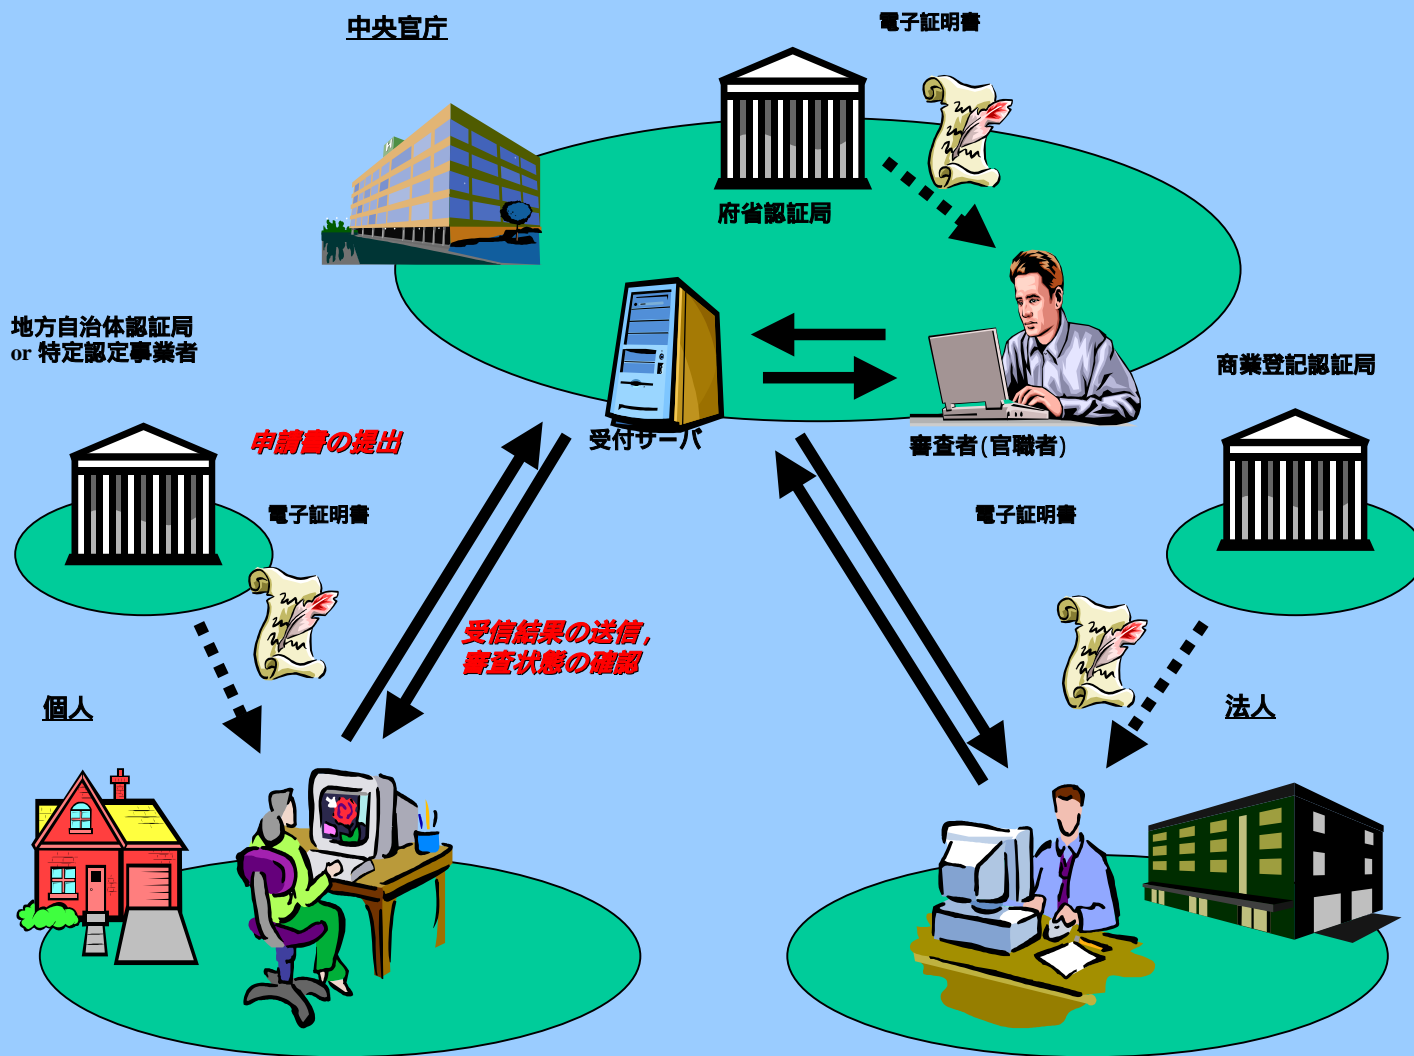 中央官庁
電子証明書
府省認証局
地方自治体認証局
or 特定認定事業者
商業登記認証局
受付サーバ
審査者(官職者)
申請書の提出
電子証明書
電子証明書
受信結果の送信,
審査状態の確認
個人
法人